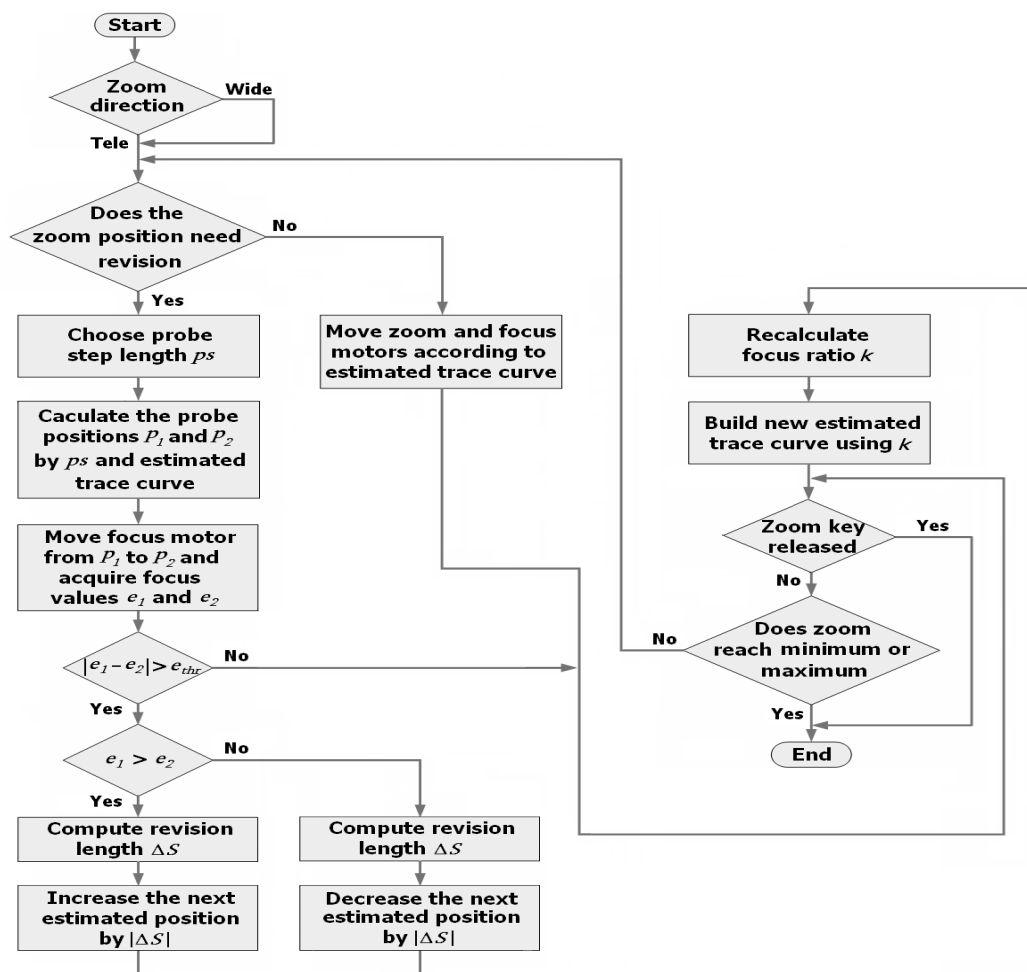 Start
Zoom
direction
Wide
Tele
Does the
zoom position need
revision
No
Yes
Choose probe
step length ps
Caculate the probe
positions P₁ and P₂
by ps and estimated
trace curve
Move focus motor
from P₁ to P₂ and
acquire focus
values e₁ and e₂
|e₁ – e₂| > eₜₕᵣ
No
Yes
e₁ > e₂
No
Yes
Compute revision
length ΔS
Increase the next
estimated position
by |ΔS|
Compute revision
length ΔS
Decrease the next
estimated position
by |ΔS|
Move zoom and focus
motors according to
estimated trace curve
Recalculate
focus ratio k
Build new estimated
trace curve using k
Zoom key
released
Yes
No
Does zoom
reach minimum or
maximum
No
Yes
End